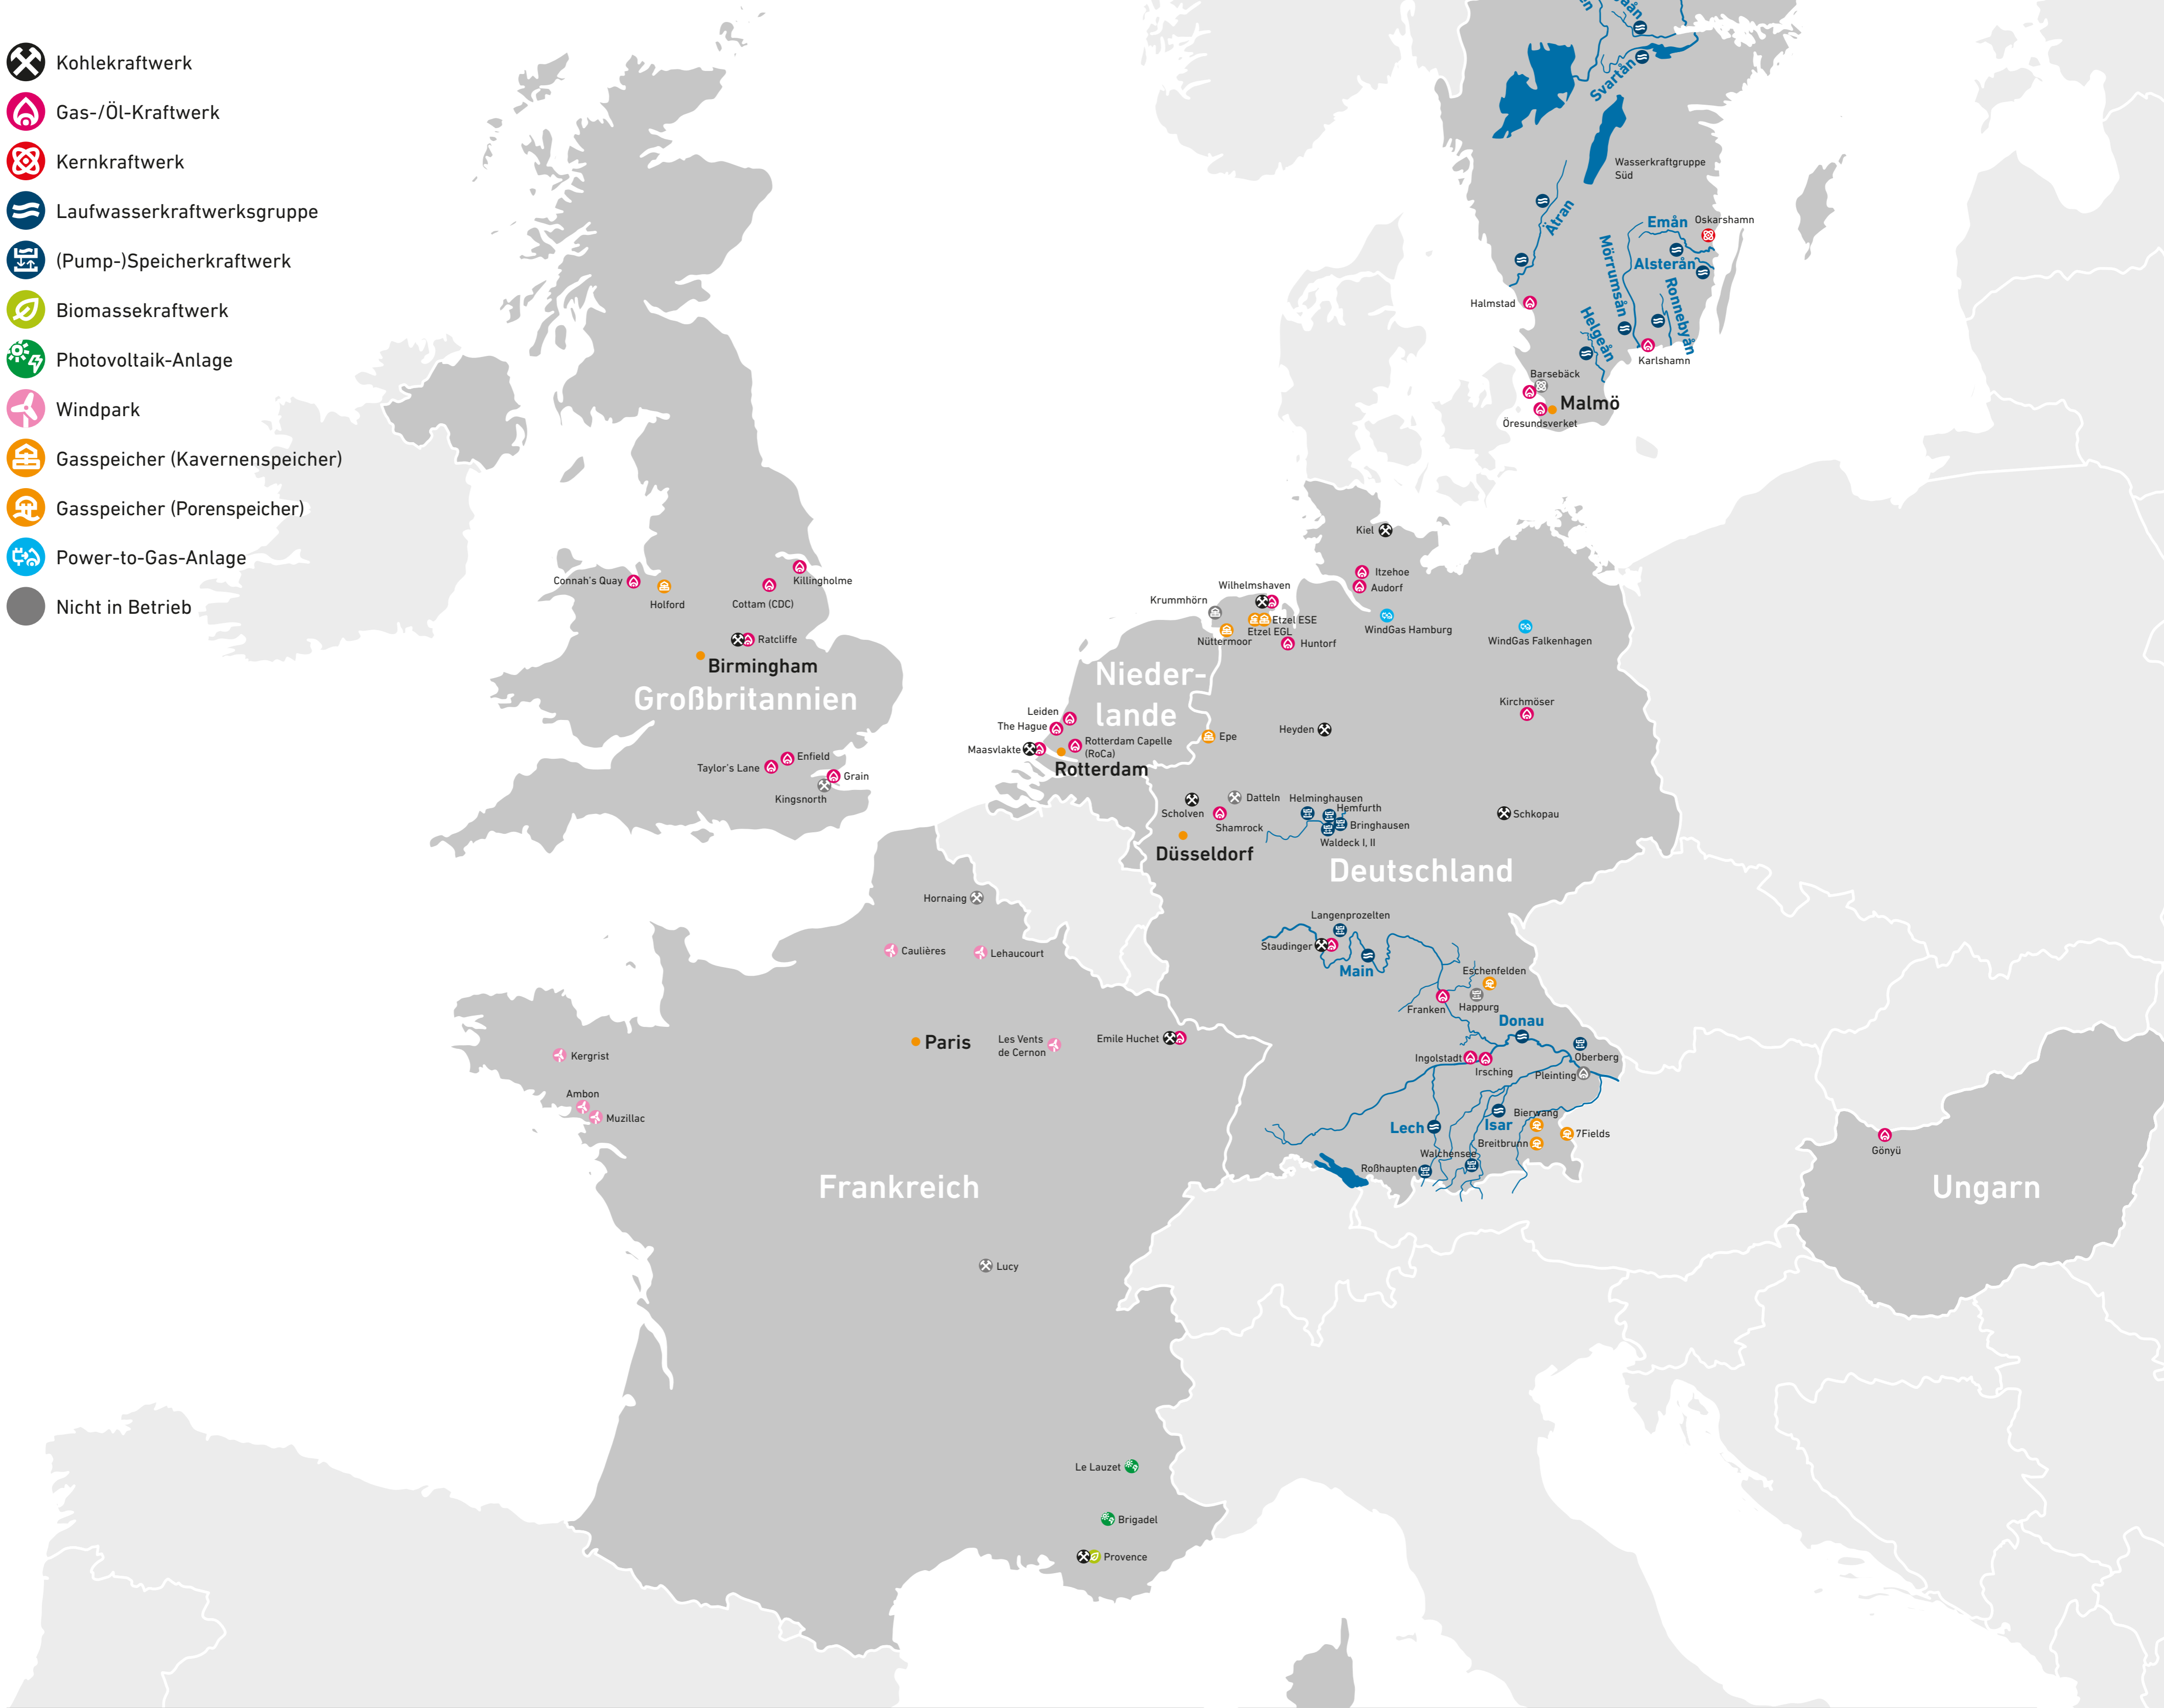 Kohlekraftwerk
Gas-/Öl-Kraftwerk
Kernkraftwerk
Laufwasserkraftwerksgruppe
(Pump-)Speicherkraftwerk
Biomassekraftwerk
Photovoltaik-Anlage
Windpark
Gasspeicher (Kavernenspeicher)
Gasspeicher (Porenspeicher)
Power-to-Gas-Anlage
Nicht in Betrieb
Svartån
Wasserkraftgruppe
Süd
Ätran
Emån
Oskarshamn
Mörrumsån
Alsterån
Ronnebyån
Halmstad
Helgeån
Karlshamn
Barsebäck
Malmö
Öresundsverket
Connah's Quay
Holford
Killingholme
Cottam (CDC)
Ratcliffe
Birmingham
Großbritannien
Enfield
Taylor's Lane
Grain
Kingsnorth
Nieder-
lande
Leiden
The Hague
Maasvlakte
Rotterdam Capelle
(RoCa)
Rotterdam
Kiel
Itzehoe
Audorf
Wilhelmshaven
Krummhörn
Etzel ESE
Etzel EGL
Nüttermoor
Huntorf
WindGas Hamburg
WindGas Falkenhagen
Kirchmöser
Epe
Heyden
Datteln
Helminghausen
Hemfurth
Scholven
Shamrock
Bringhausen
Waldeck I, II
Schkopau
Düsseldorf
Deutschland
Langenprozelten
Staudinger
Main
Eschenfelden
Franken
Happurg
Donau
Ingolstadt
Irsching
Oberberg
Pleinting
Lech
Isar
Bierwang
7Fields
Breitbrunn
Walchensee
Roßhaupten
Hornaing
Caulières
Lehaucourt
Paris
Les Vents
de Cernon
Emile Huchet
Kergrist
Ambon
Muzillac
Frankreich
Lucy
Le Lauzet
Brigadel
Provence
Gönyü
Ungarn